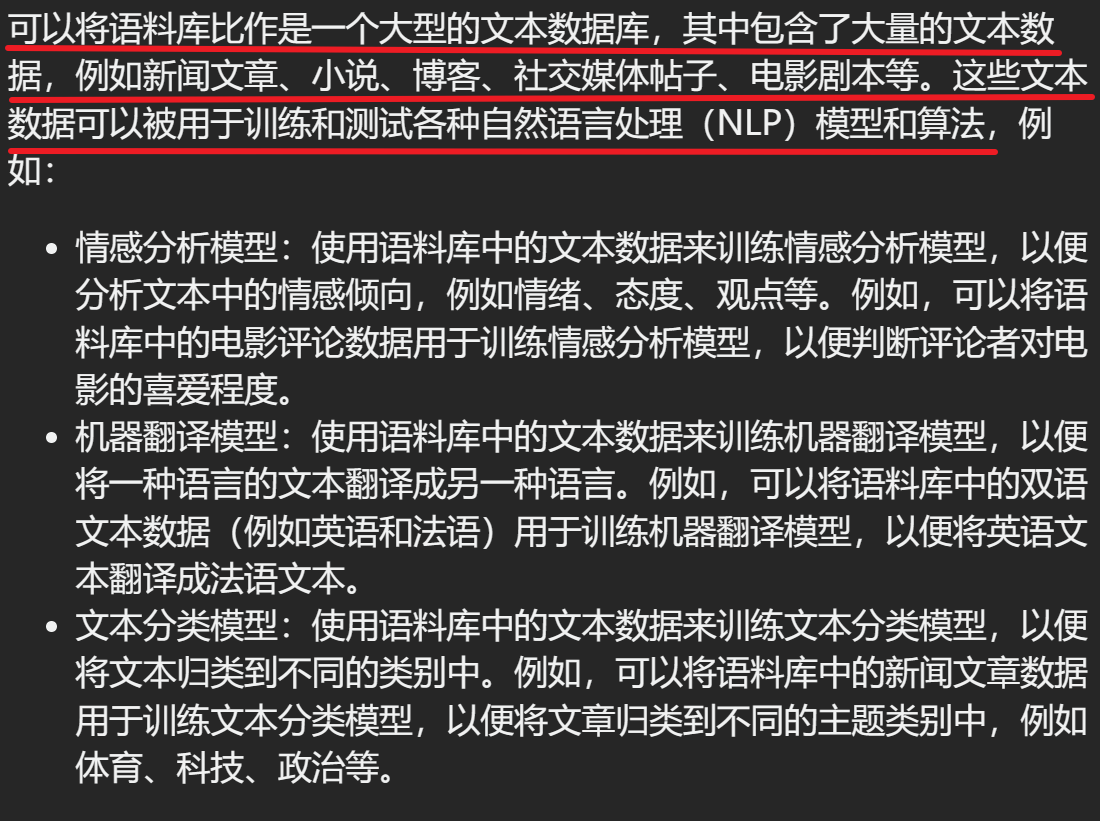 可以将语料库比作是一个大型的文本数据库，其中包含了大量的文本数
据，例如新闻文章、小说、博客、社交媒体帖子、电影剧本等。这些文本
数据可以被用于训练和测试各种自然语言处理（NLP）模型和算法，例
如：
• 情感分析模型：使用语料库中的文本数据来训练情感分析模型，以便
分析文本中的情感倾向，例如情绪、态度、观点等。例如，可以将语
料库中的电影评论数据用于训练情感分析模型，以便判断评论者对电
影的喜爱程度。
• 机器翻译模型：使用语料库中的文本数据来训练机器翻译模型，以便
将一种语言的文本翻译成另一种语言。例如，可以将语料库中的双语
文本数据（例如英语和法语）用于训练机器翻译模型，以便将英语文
本翻译成法语文本。
• 文本分类模型：使用语料库中的文本数据来训练文本分类模型，以便
将文本归类到不同的类别中。例如，可以将语料库中的新闻文章数据
用于训练文本分类模型，以便将文章归类到不同的主题类别中，例如
体育、科技、政治等。